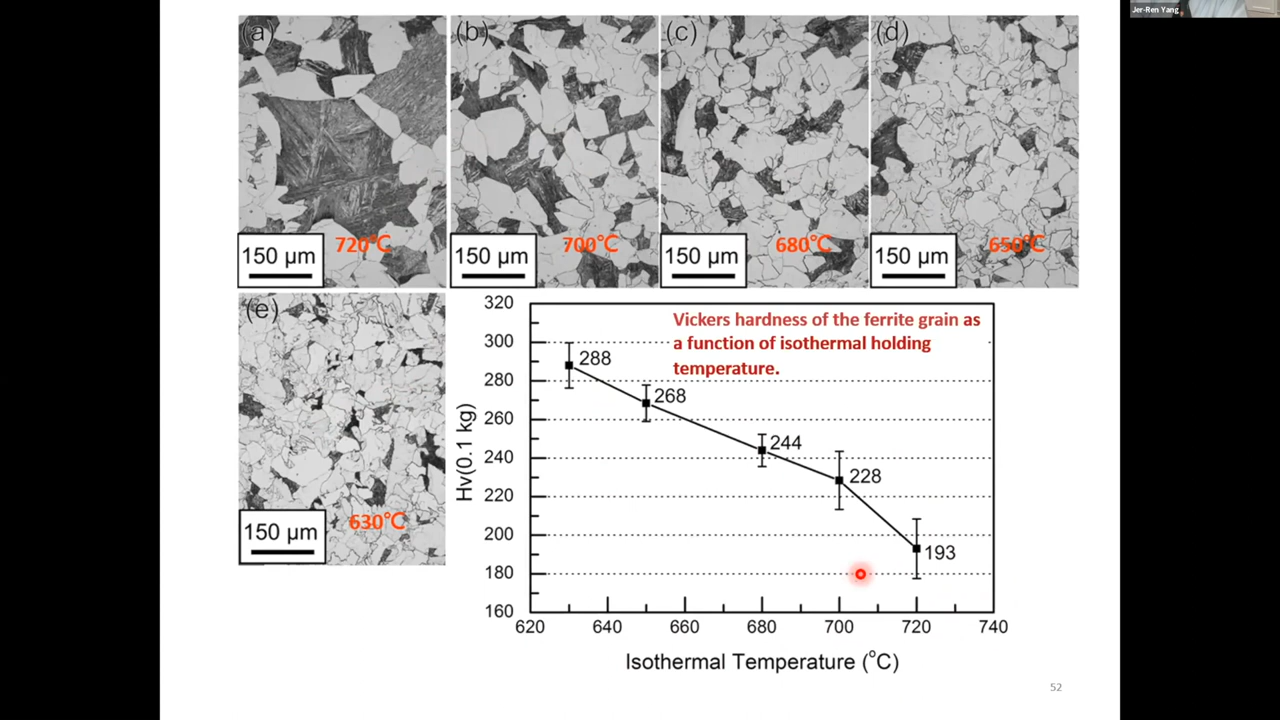 Jer-Ren Yang
(a)
(b)
(c)
(d)
720℃
700℃
680℃
650℃
150 μm
150 μm
150 μm
150 μm
(e)
630℃
150 μm
Vickers hardness of the ferrite grain as
a function of isothermal holding
temperature.
Hv(0.1 kg)
320
300
280
260
240
220
200
180
160
288
268
244
228
193
620
640
660
680
700
720
740
Isothermal Temperature (°C)
52